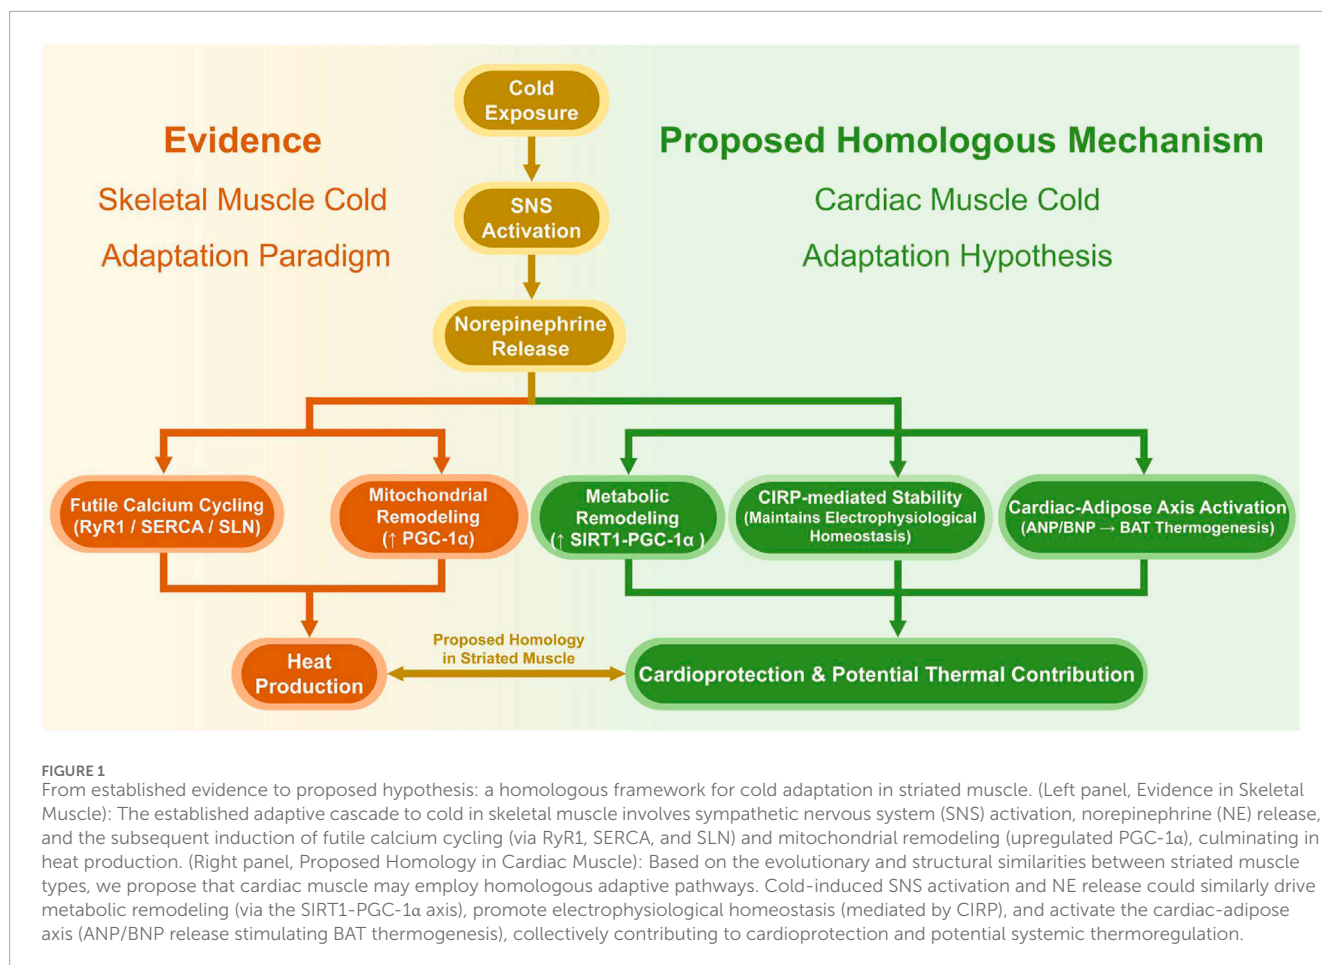 Cold
Exposure
Evidence
Skeletal Muscle Cold
Adaptation Paradigm
Proposed Homologous Mechanism
Cardiac Muscle Cold
Adaptation Hypothesis
SNS
Activation
Norepinephrine
Release
Futile Calcium Cycling
(RyR1 / SERCA / SLN)
Mitochondrial
Remodeling
(↑ PGC-1α)
Metabolic
Remodeling
(↑ SIRT1-PGC-1α )
CIRP-mediated Stability
(Maintains Electrophysiological
Homeostasis)
Cardiac-Adipose Axis Activation
(ANP/BNP → BAT Thermogenesis)
Heat
Production
Proposed Homology
in Striated Muscle
Cardioprotection & Potential Thermal Contribution
FIGURE 1
From established evidence to proposed hypothesis: a homologous framework for cold adaptation in striated muscle. (Left panel, Evidence in Skeletal
Muscle): The established adaptive cascade to cold in skeletal muscle involves sympathetic nervous system (SNS) activation, norepinephrine (NE) release,
and the subsequent induction of futile calcium cycling (via RyR1, SERCA, and SLN) and mitochondrial remodeling (upregulated PGC-1α), culminating in
heat production. (Right panel, Proposed Homology in Cardiac Muscle): Based on the evolutionary and structural similarities between striated muscle
types, we propose that cardiac muscle may employ homologous adaptive pathways. Cold-induced SNS activation and NE release could similarly drive
metabolic remodeling (via the SIRT1-PGC-1α axis), promote electrophysiological homeostasis (mediated by CIRP), and activate the cardiac-adipose
axis (ANP/BNP release stimulating BAT thermogenesis), collectively contributing to cardioprotection and potential systemic thermoregulation.